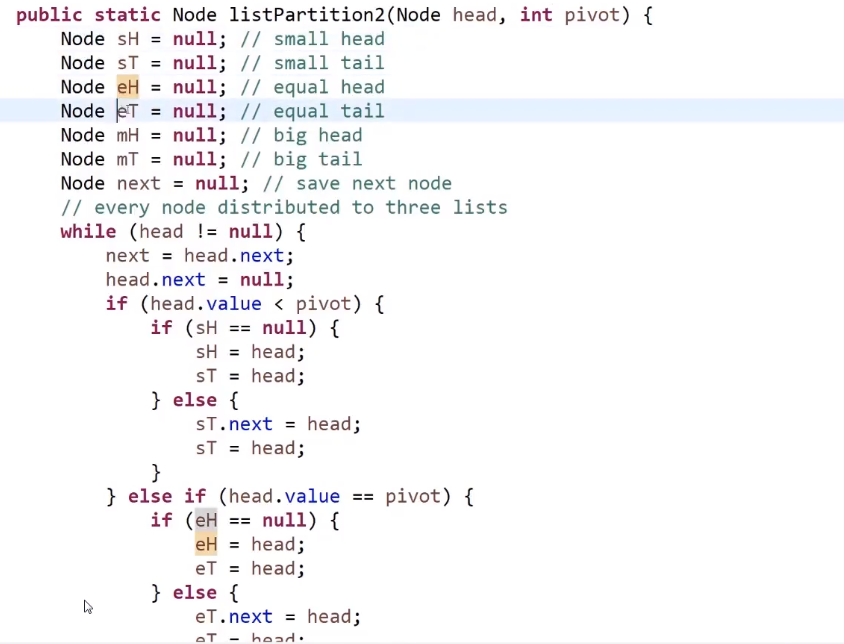 public static Node listPartition2(Node head, int pivot) {
Node sH = null; // small head
Node sT = null; // small tail
Node eH = null; // equal head
Node eT = null; // equal tail
Node mH = null; // big head
Node mT = null; // big tail
Node next = null; // save next node
// every node distributed to three lists
while (head != null) {
next = head.next;
head.next = null;
if (head.value < pivot) {
if (sH == null) {
sH = head;
sT = head;
} else {
sT.next = head;
sT = head;
}
} else if (head.value == pivot) {
if (eH == null) {
eH = head;
eT = head;
} else {
eT.next = head;
eT = head;